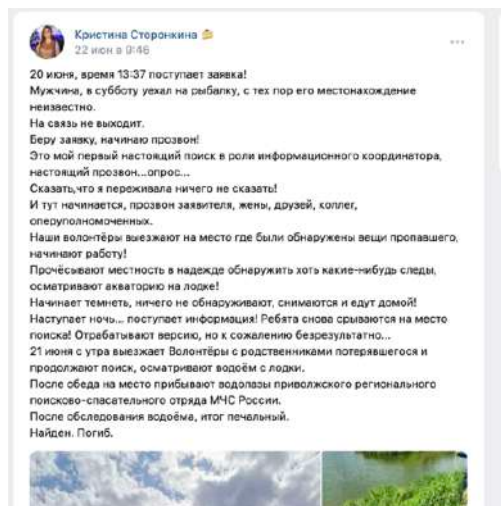 Кристина Сторонкина
22 июн в 9:46
20 июня, время 13:37 поступает заявка!
Мужчина, в субботу уехал на рыбалку, с тех пор его местонахождение
неизвестно.
На связь не выходит.
Беру заявку, начинаю прозвон!
Это мой первый настоящий поиск в роли информационного координатора,
настоящий прозвон...опрос...
Сказать,что я переживала ничего не сказать!
И тут начинается, прозвон заявителя, жены, друзей, коллег,
оперуполномоченных.
Наши волонтёры выезжают на место где были обнаружены вещи пропавшего,
начинают работу!
Прочёсывают местность в надежде обнаружить хоть какие-нибудь следы,
осматривают акваторию на лодке!
Начинает темнеть, ничего не обнаруживают, снимаются и едут домой!
Наступает ночь... поступает информация! Ребята снова срываются на место
поиска! Отрабатывают версию, но к сожалению безрезультатно...
21 июня с утра выезжает Волонтёры с родственниками потерявшегося и
продолжают поиск, осматривают водоём с лодки.
После обеда на место прибывают водолазы приволжского регионального
поисково-спасательного отряда МЧС России.
После обследования водоёма, итог печальный.
Найден. Погиб.